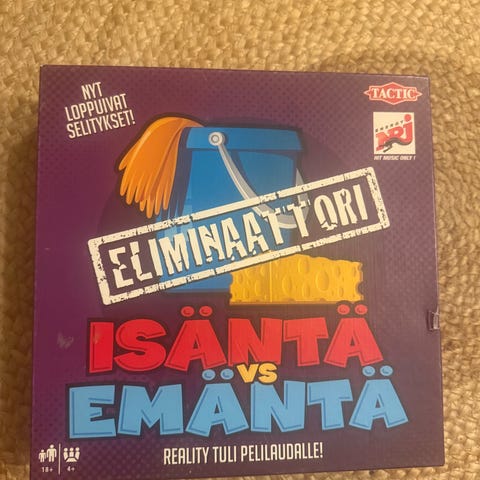 NYT
LOPPUIVAT
SELITYKSET!
TACTIC
ENERGY
NRJ
HIT MUSIC ONLY !
ELIMINAATTORI
ISÄNTÄ
VS
EMÄNTÄ
REALITY TULI PELILAUDALLE!
18+
4+